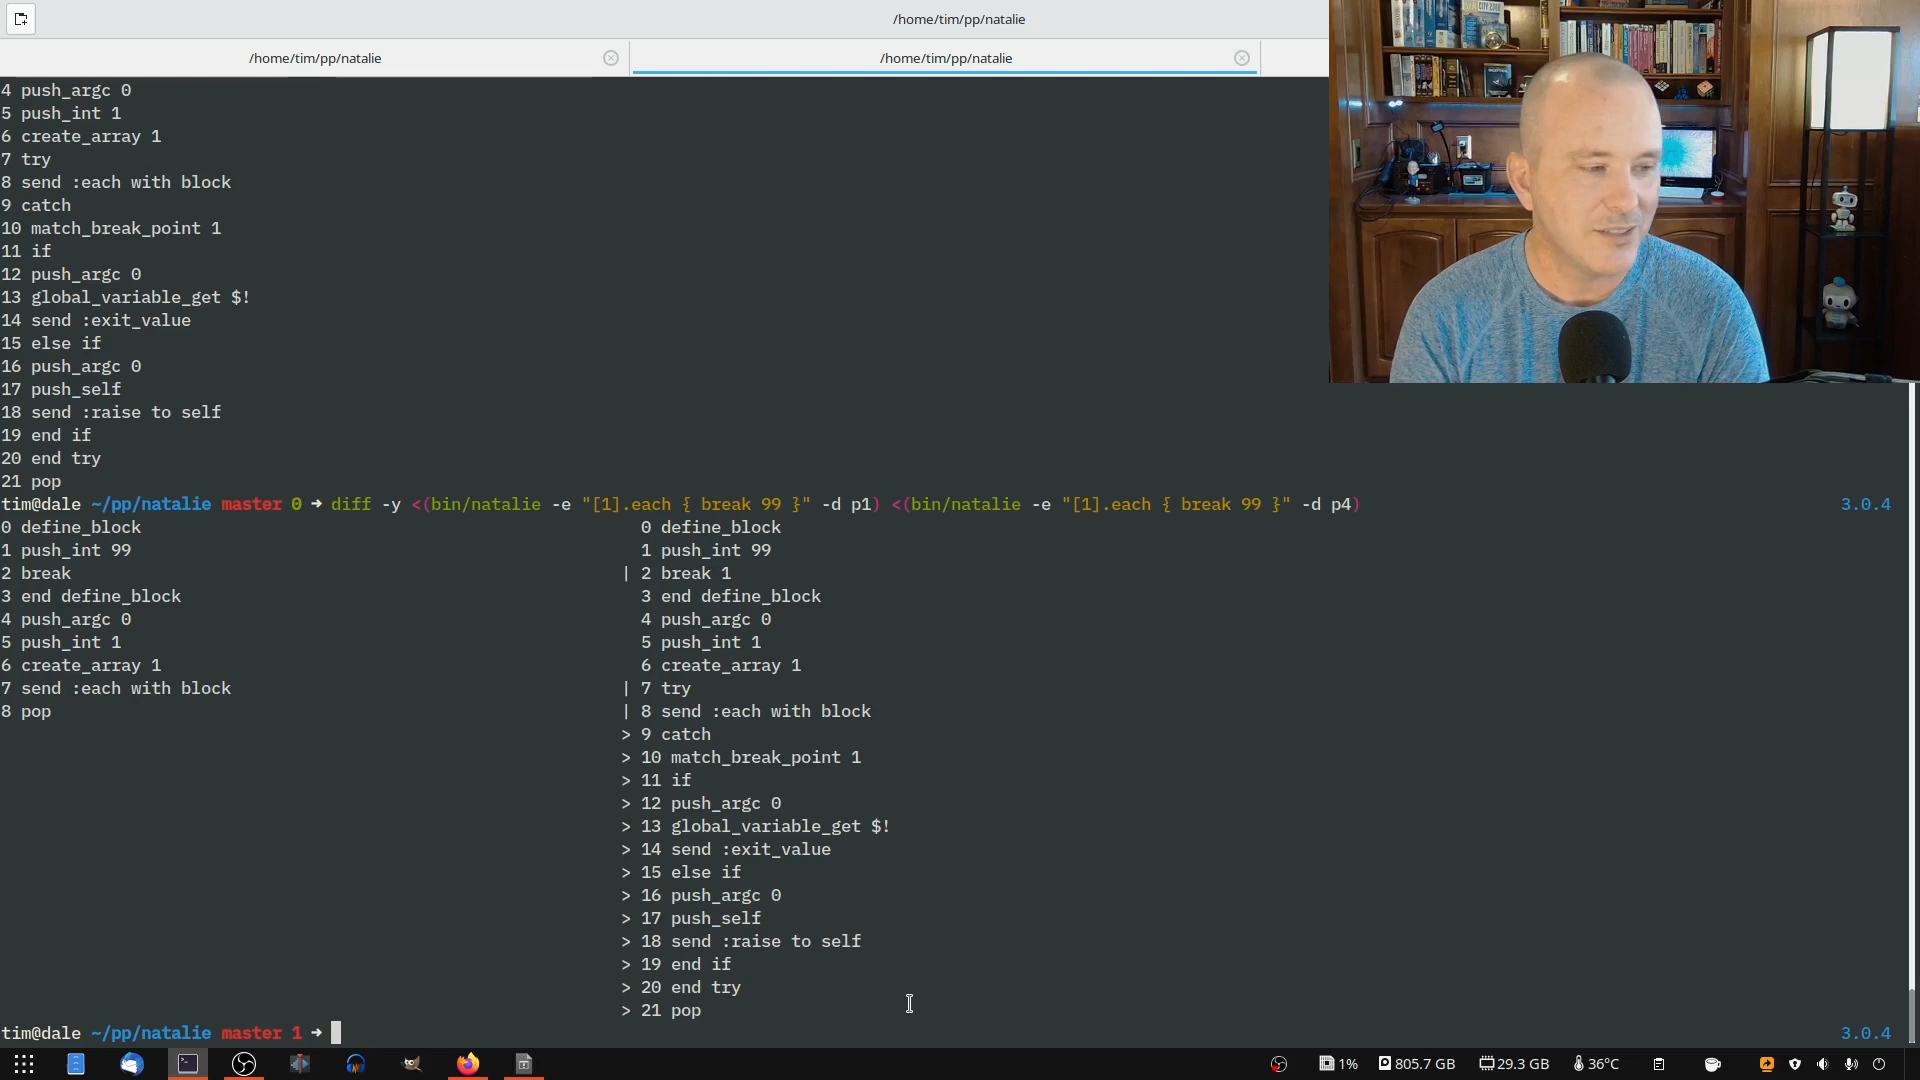 /home/tim/pp/natalie
/home/tim/pp/natalie
/home/tim/pp/natalie
4 push_argc 0
5 push_int 1
6 create_array 1
7 try
8 send :each with block
9 catch
10 match_break_point 1
11 if
12 push_argc 0
13 global_variable_get $!
14 send :exit_value
15 else if
16 push_argc 0
17 push_self
18 send :raise to self
19 end if
20 end try
21 pop
tim@dale ~/pp/natalie master 0 ➜ diff -y <(bin/natalie -e "[1].each { break 99 }" -d p1) <(bin/natalie -e "[1].each { break 99 }" -d p4) 3.0.4
0 define_block 0 define_block
1 push_int 99 1 push_int 99
2 break | 2 break 1
3 end define_block 3 end define_block
4 push_argc 0 4 push_argc 0
5 push_int 1 5 push_int 1
6 create_array 1 6 create_array 1
7 send :each with block | 7 try
8 pop | 8 send :each with block
> 9 catch
> 10 match_break_point 1
> 11 if
> 12 push_argc 0
> 13 global_variable_get $!
> 14 send :exit_value
> 15 else if
> 16 push_argc 0
> 17 push_self
> 18 send :raise to self
> 19 end if
> 20 end try
> 21 pop
tim@dale ~/pp/natalie master 1 ➜ 3.0.4
1% 805.7 GB 29.3 GB 36°C